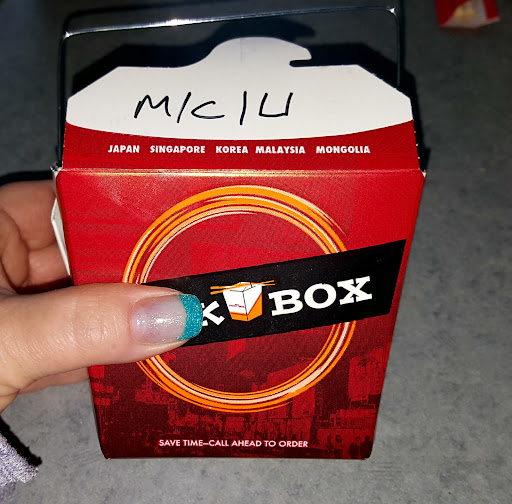 M/C/U
JAPAN SINGAPORE KOREA MALAYSIA MONGOLIA
K BOX
SAVE TIME–CALL AHEAD TO ORDER